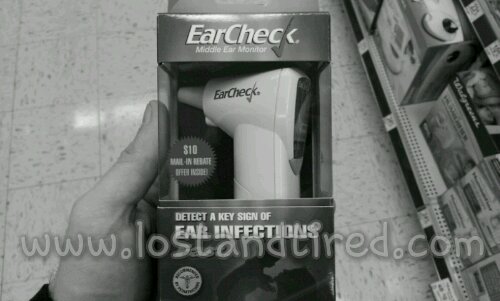 EarCheck®
Middle Ear Monitor
EarCheck®
$10
MAIL-IN REBATE
OFFER INSIDE!
DETECT A KEY SIGN OF
EAR INFECTIONS
www.lostandtired.com
Walgreens